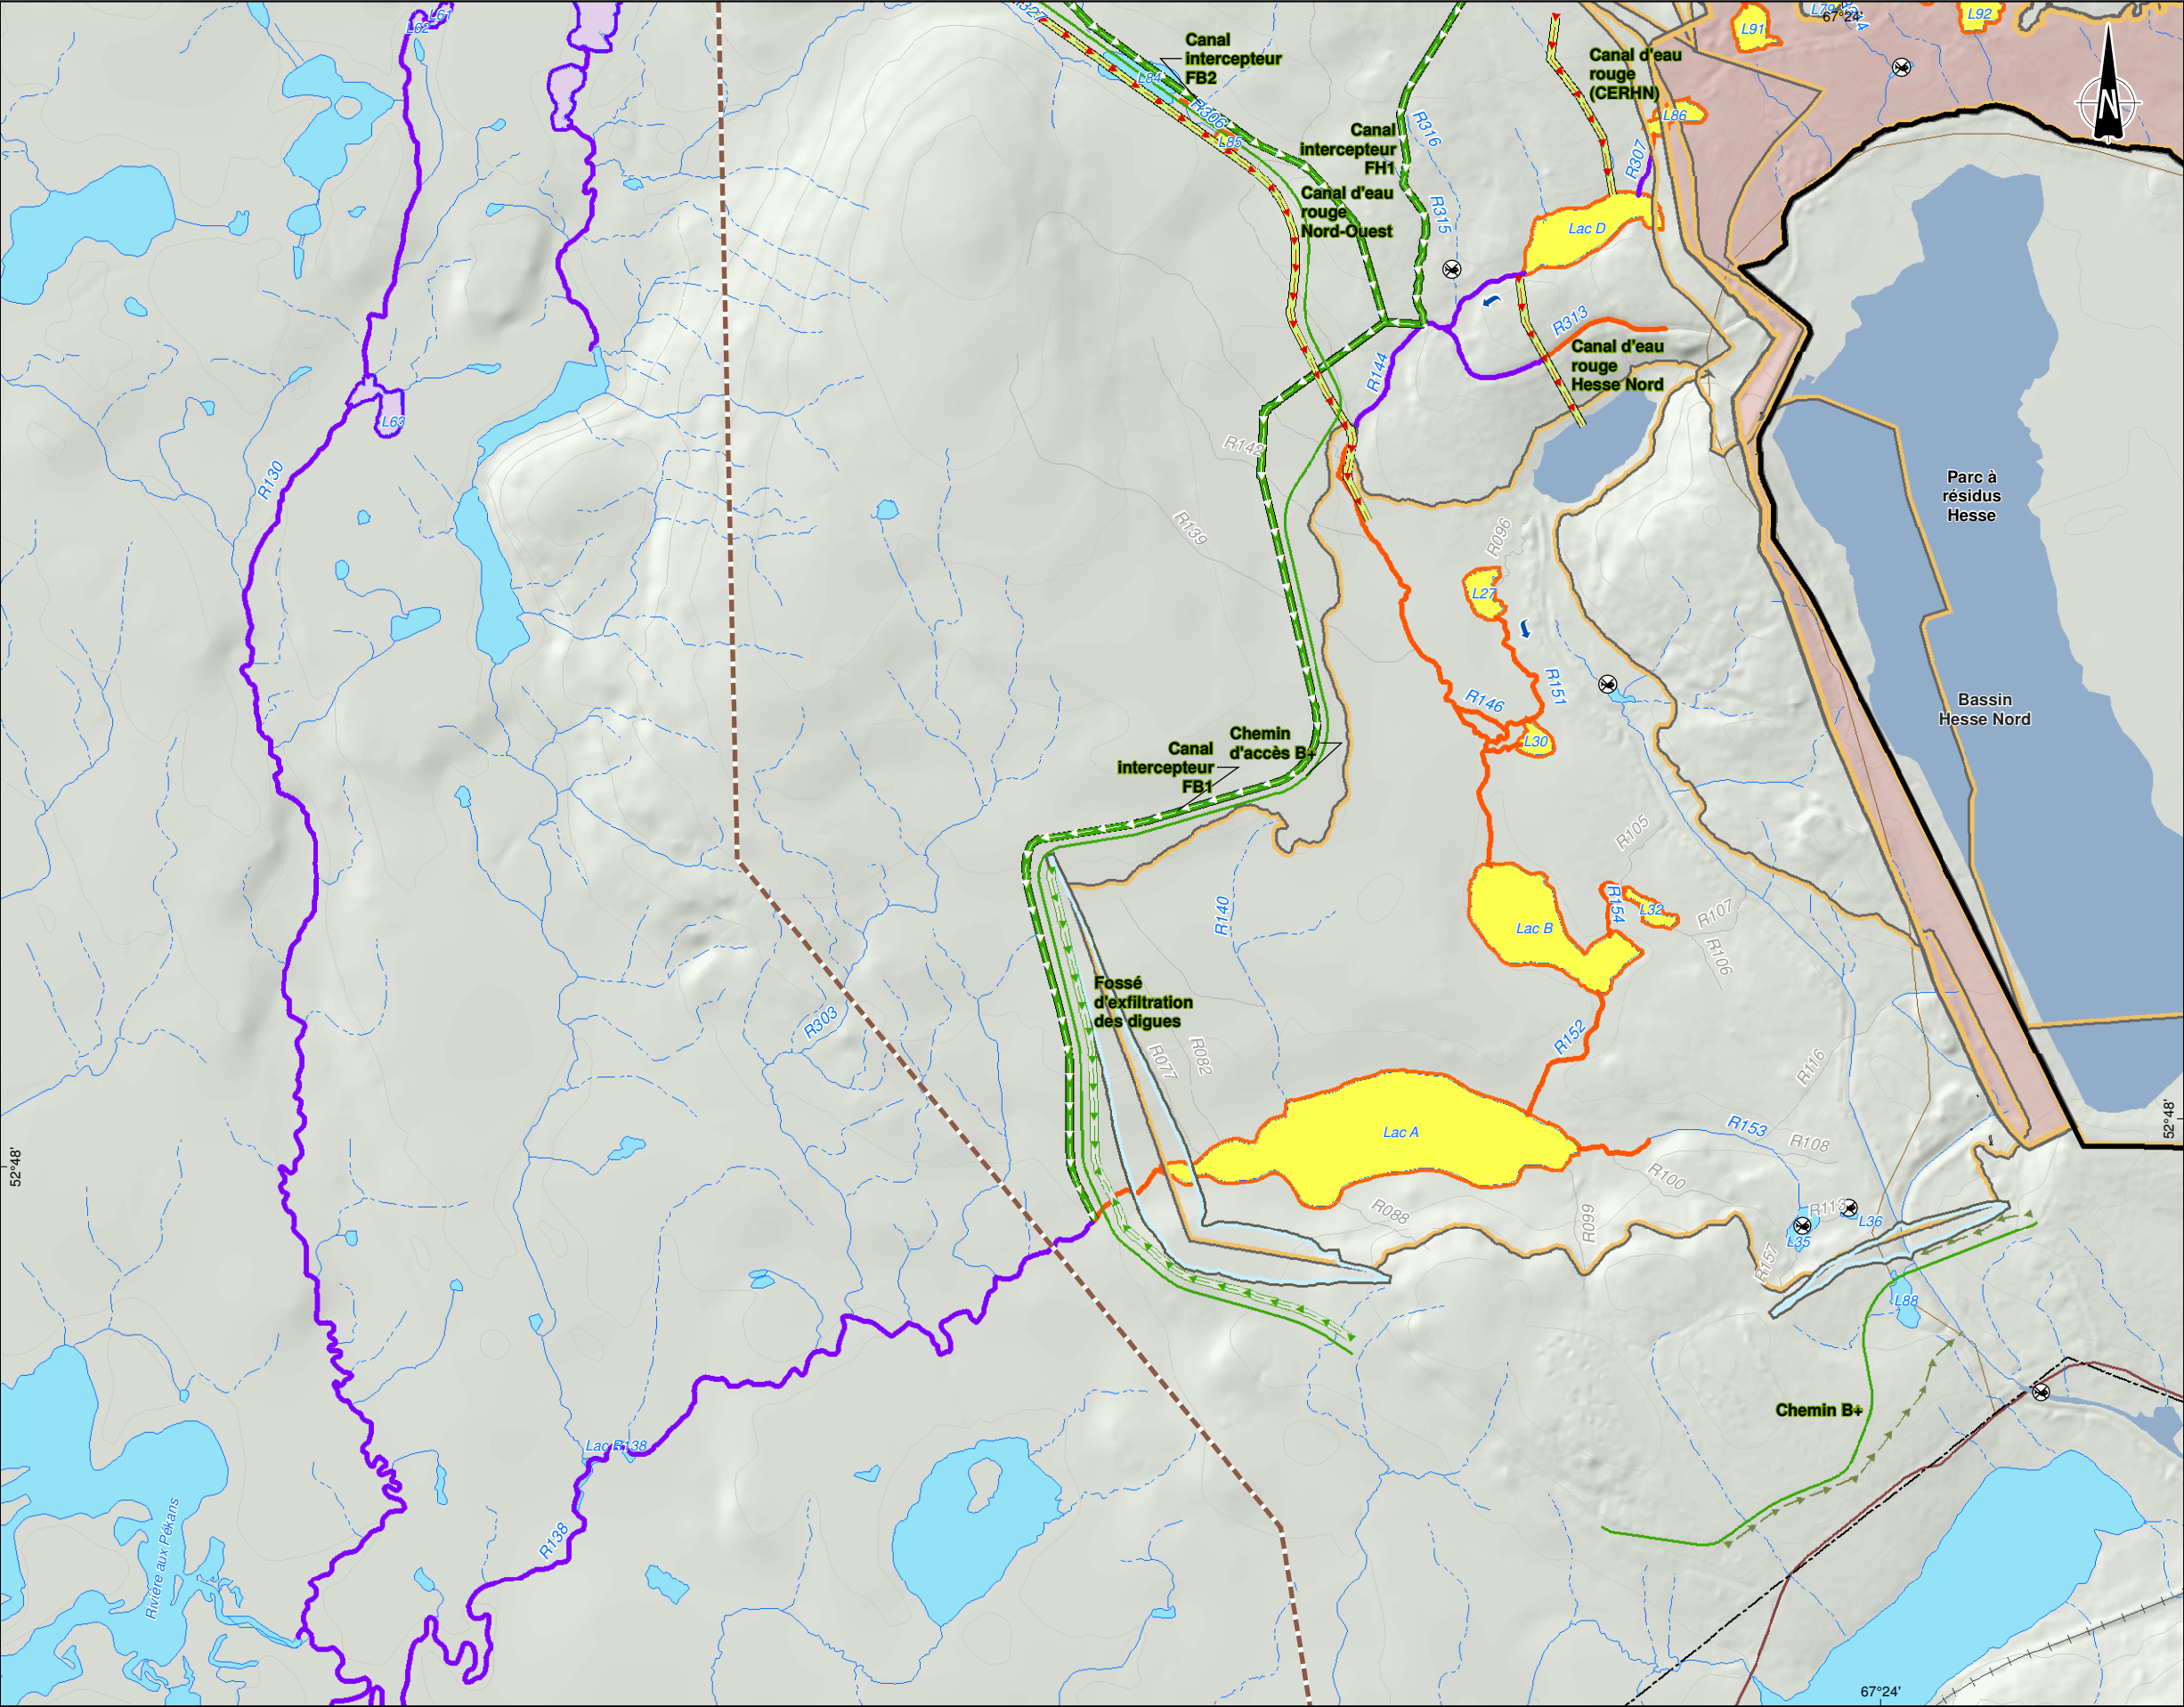 L61
L62
R327
L79
R314
67°24'
L91
L92
Canal
intercepteur
FB2
Canal d'eau
rouge
(CERHN)
L84
R306
L85
L86
N
R316
Canal
intercepteur
FH1
R307
Canal d'eau
rouge
Nord-Ouest
R315
Lac D
R313
Canal d'eau
rouge
Hesse Nord
R144
L63
R142
R130
Parc à
résidus
Hesse
R139
R096
L27
R151
R146
Bassin
Hesse Nord
L30
Chemin
d'accès B+
Canal
intercepteur
FB1
R105
R140
R154
L32
R107
Lac B
R106
Fossé
d'exfiltration
des digues
R303
R077
R082
R152
R116
Lac A
R153
R108
52°48'
52°48'
R100
R088
R099
R113
L36
L35
R157
L88
Chemin B+
Lac R138
R138
Rivière aux Pékans
67°24'